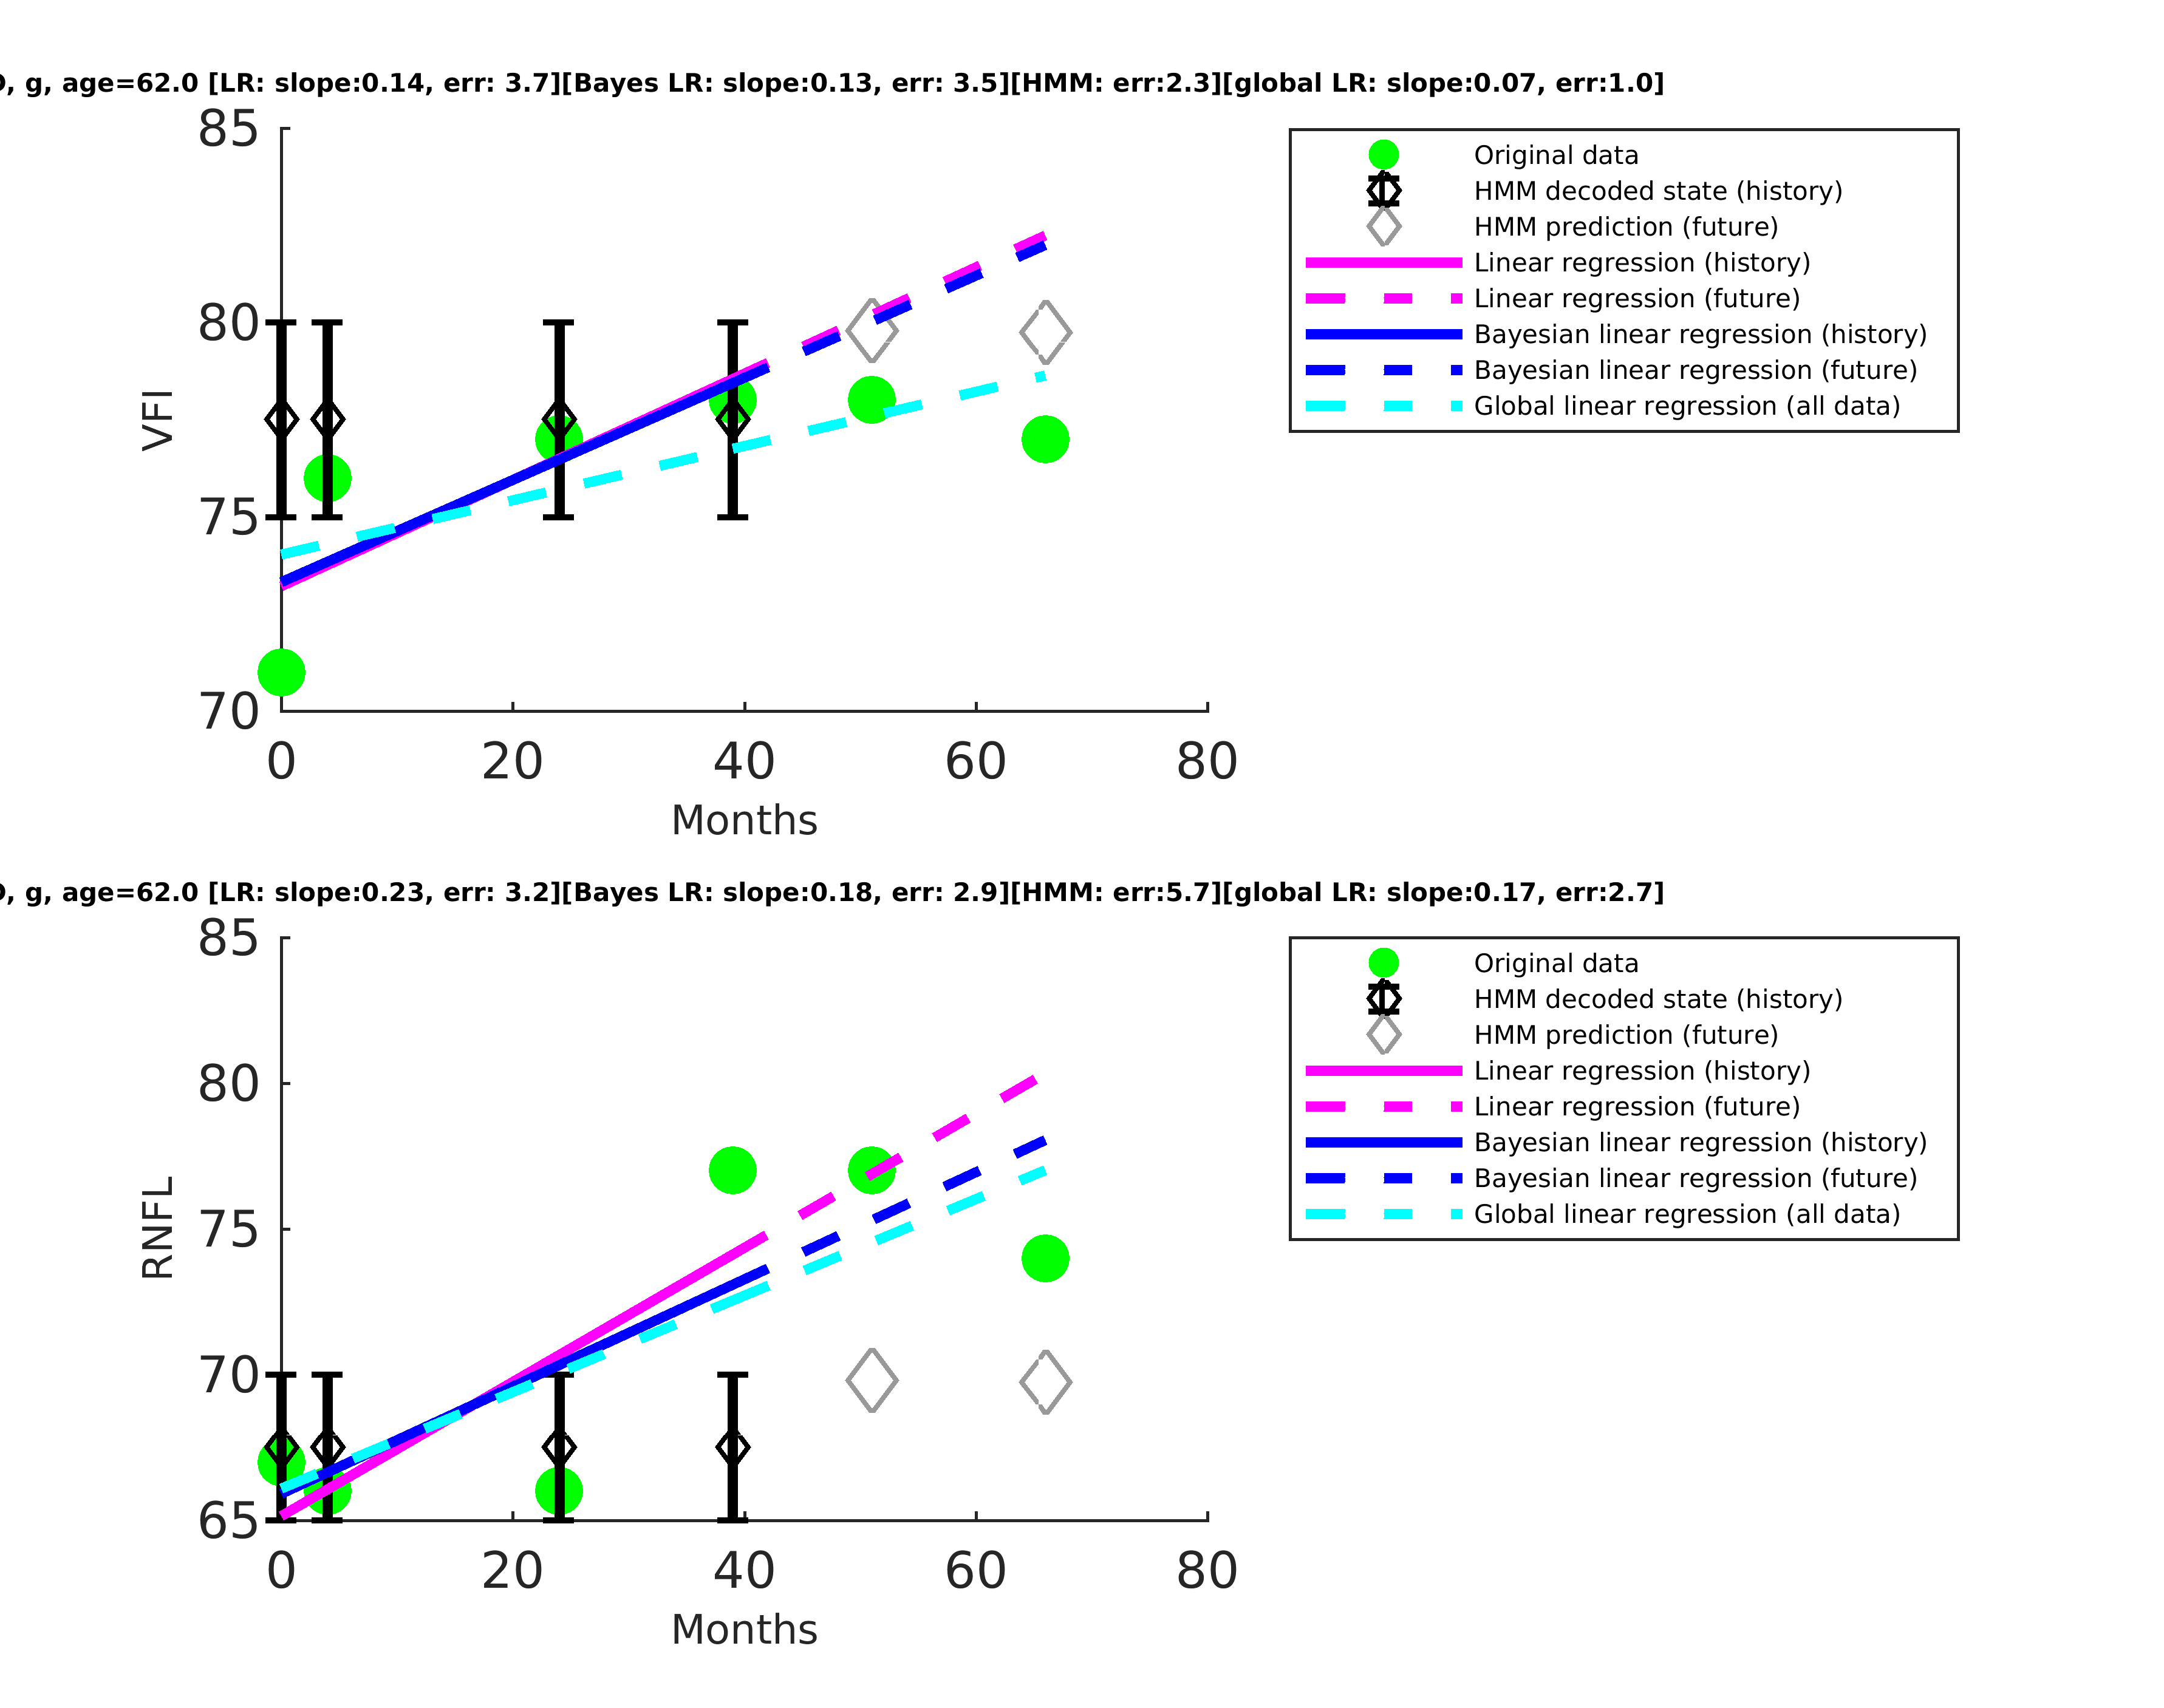 g, age=62.0 [LR: slope:0.14, err: 3.7][Bayes LR: slope:0.13, err: 3.5][HMM: err:2.3][global LR: slope:0.07, err:1.0]
85
80
75
70
VFI
0 20 40 60 80
Months
Original data
HMM decoded state (history)
HMM prediction (future)
Linear regression (history)
Linear regression (future)
Bayesian linear regression (history)
Bayesian linear regression (future)
Global linear regression (all data)
g, age=62.0 [LR: slope:0.23, err: 3.2][Bayes LR: slope:0.18, err: 2.9][HMM: err:5.7][global LR: slope:0.17, err:2.7]
85
80
75
70
65
RNFL
0 20 40 60 80
Months
Original data
HMM decoded state (history)
HMM prediction (future)
Linear regression (history)
Linear regression (future)
Bayesian linear regression (history)
Bayesian linear regression (future)
Global linear regression (all data)